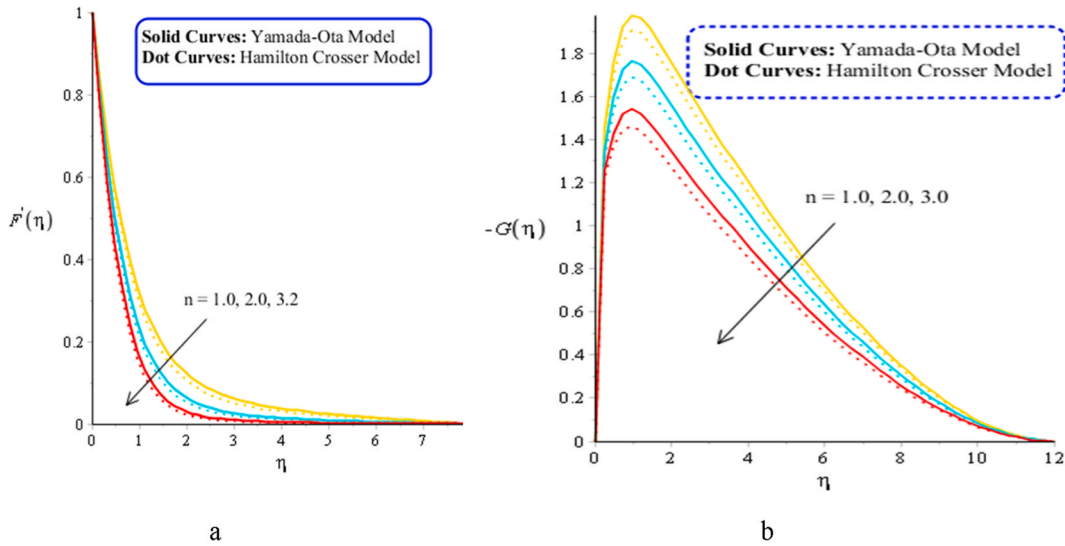 Solid Curves: Yamada-Ota Model
Dot Curves: Hamilton Crosser Model
1
0.8
0.6
0.4
0.2
0
F'(η)
n = 1.0, 2.0, 3.2
0 1 2 3 4 5 6 7
η
a
Solid Curves: Yamada-Ota Model
Dot Curves: Hamilton Crosser Model
1.8
1.6
1.4
1.2
1
0.8
0.6
0.4
0.2
0
-G(η)
n = 1.0, 2.0, 3.0
0 2 4 6 8 10 12
η
b